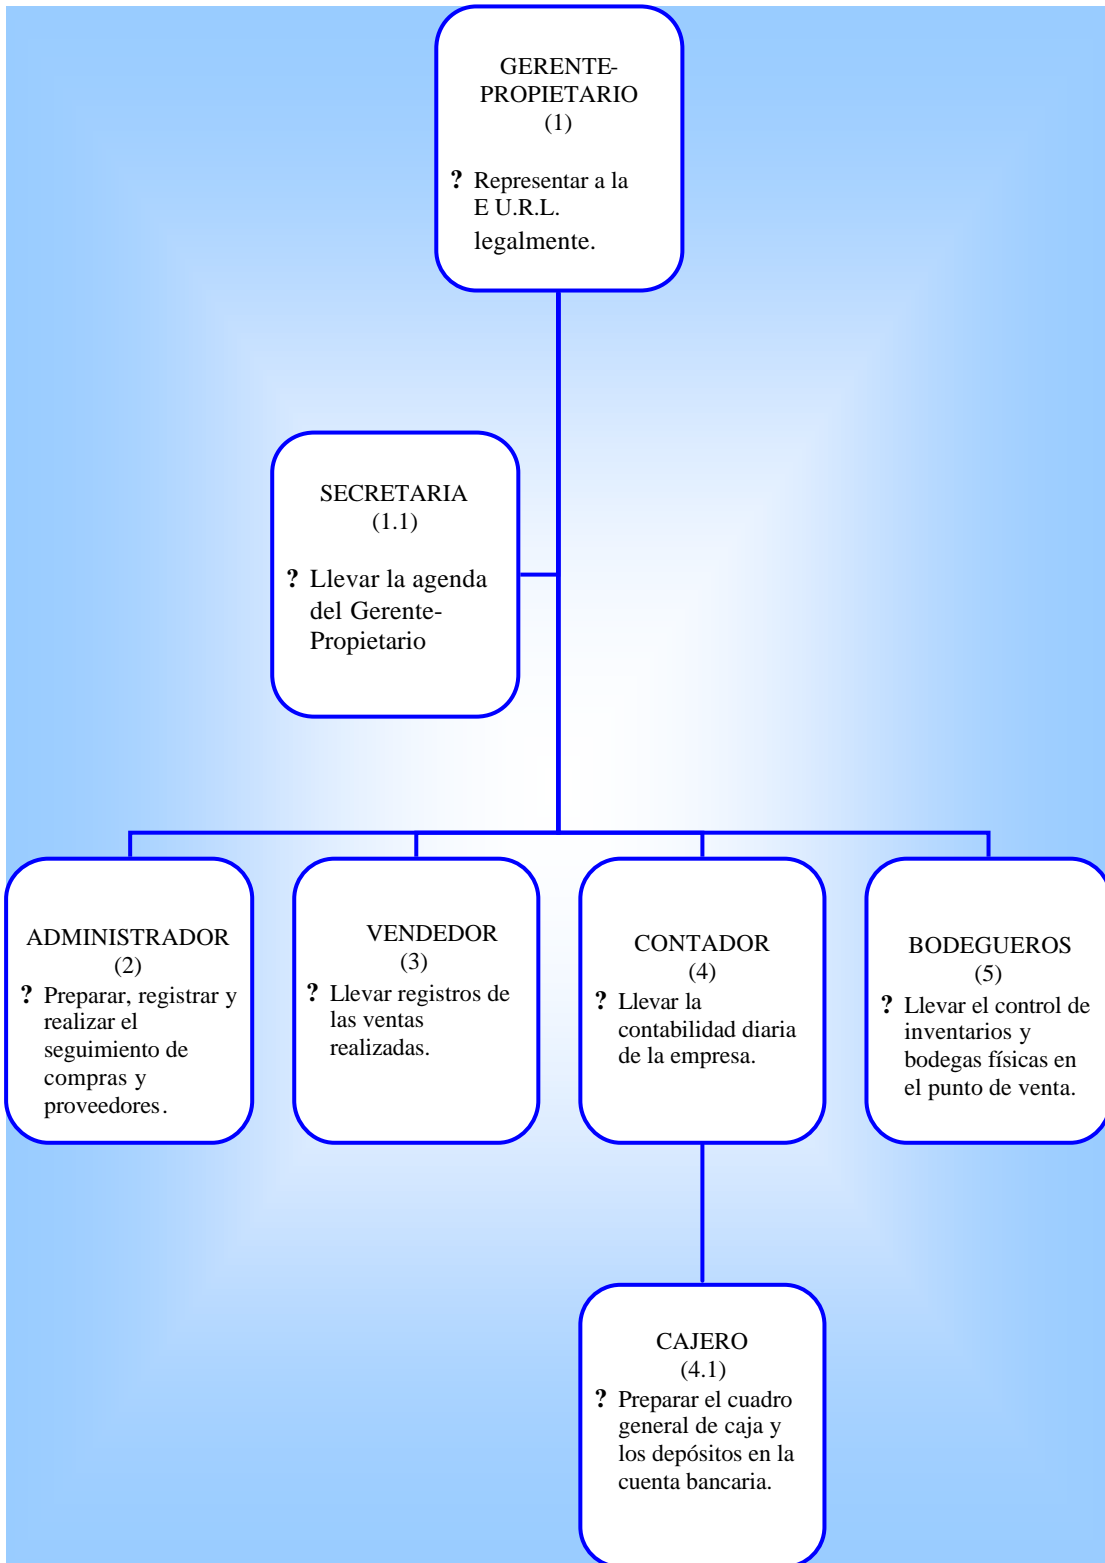 GERENTE-
PROPIETARIO
(1)
? Representar a la
E U.R.L.
legalmente.
SECRETARIA
(1.1)
? Llevar la agenda
del Gerente-
Propietario
ADMINISTRADOR
(2)
? Preparar, registrar y
realizar el
seguimiento de
compras y
proveedores.
VENDEDOR
(3)
? Llevar registros de
las ventas
realizadas.
CONTADOR
(4)
? Llevar la
contabilidad diaria
de la empresa.
BODEGUEROS
(5)
? Llevar el control de
inventarios y
bodegas físicas en
el punto de venta.
CAJERO
(4.1)
? Preparar el cuadro
general de caja y
los depósitos en la
cuenta bancaria.